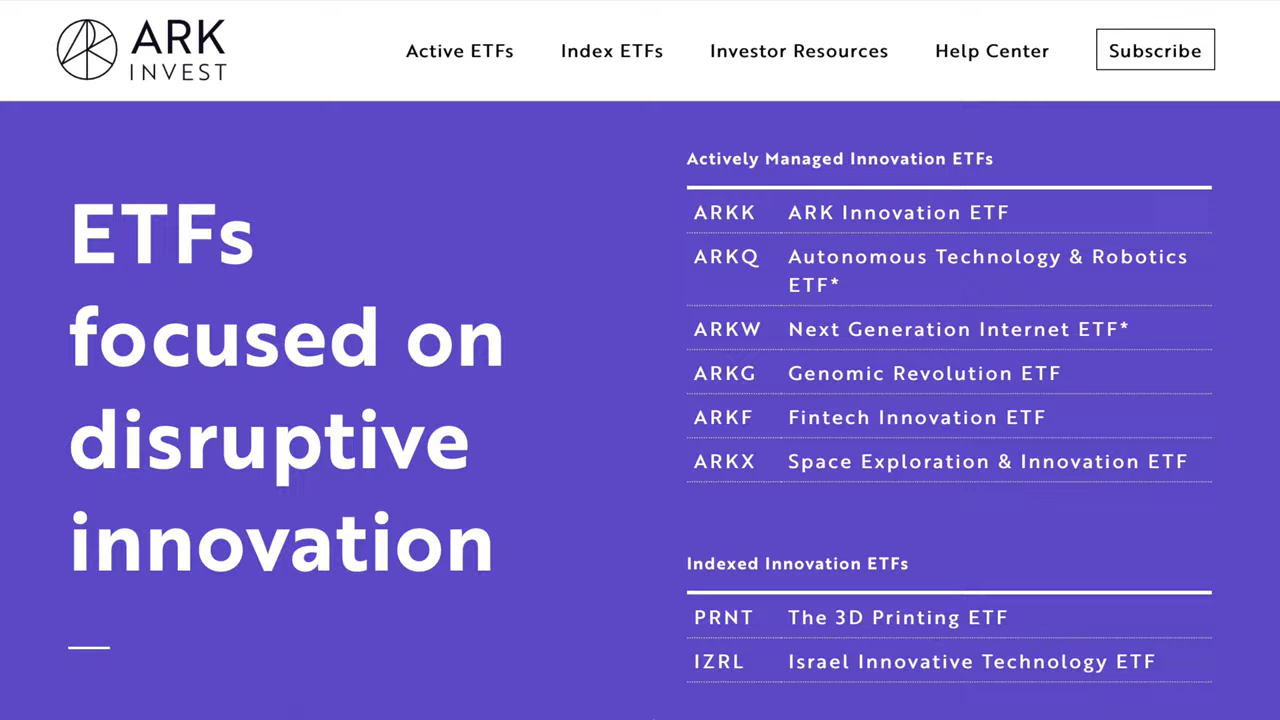 ARK
INVEST
Active ETFs
Index ETFs
Investor Resources
Help Center
Subscribe
ETFs
focused on
disruptive
innovation
Actively Managed Innovation ETFs
ARKK ARK Innovation ETF
ARKQ Autonomous Technology & Robotics
ETF*
ARKW Next Generation Internet ETF*
ARKG Genomic Revolution ETF
ARKF Fintech Innovation ETF
ARKX Space Exploration & Innovation ETF
Indexed Innovation ETFs
PRNT The 3D Printing ETF
IZRL Israel Innovative Technology ETF